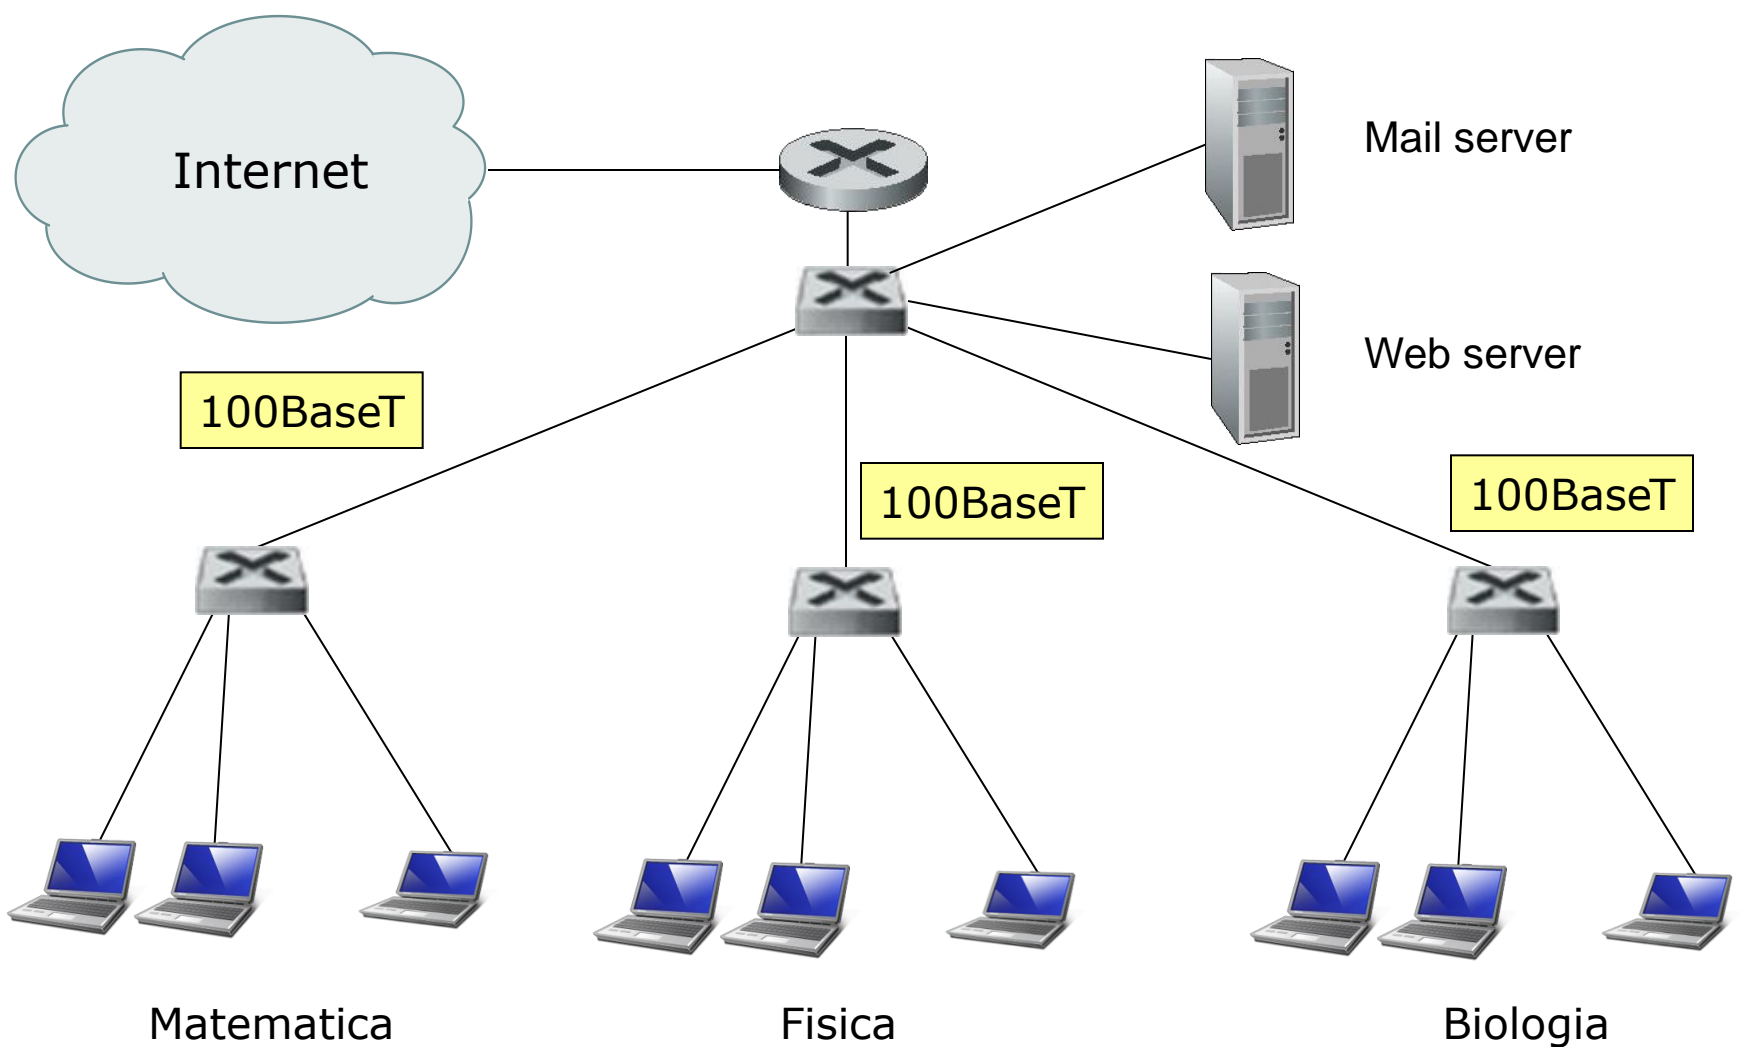 Internet
Mail server
Web server
100BaseT
100BaseT
100BaseT
Matematica
Fisica
Biologia